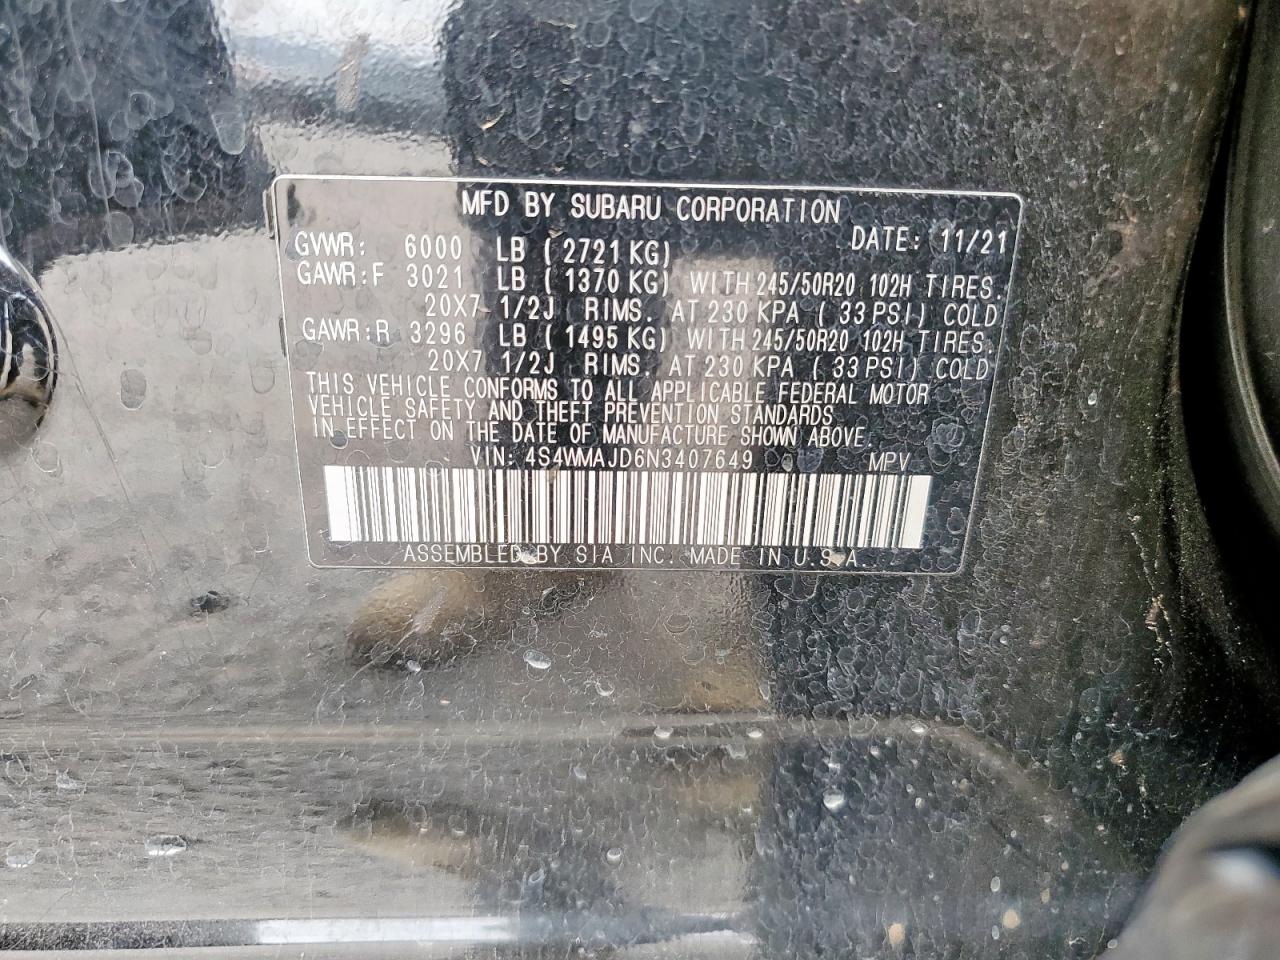 MFD BY SUBARU CORPORATION
GVWR: 6000 LB ( 2721 KG) DATE: 11/21
GAWR:F 3021 LB ( 1370 KG) WITH 245/50R20 102H TIRES.
20X7 1/2J RIMS. AT 230 KPA ( 33 PSI) COLD
GAWR:R 3296 LB ( 1495 KG) WITH 245/50R20 102H TIRES.
20X7 1/2J RIMS. AT 230 KPA ( 33 PSI) COLD
THIS VEHICLE CONFORMS TO ALL APPLICABLE FEDERAL MOTOR
VEHICLE SAFETY AND THEFT PREVENTION STANDARDS
IN EFFECT ON THE DATE OF MANUFACTURE SHOWN ABOVE.
VIN: 4S4WMAJD6N3407649 MPV
ASSEMBLED BY SIA INC. MADE IN U.S.A.